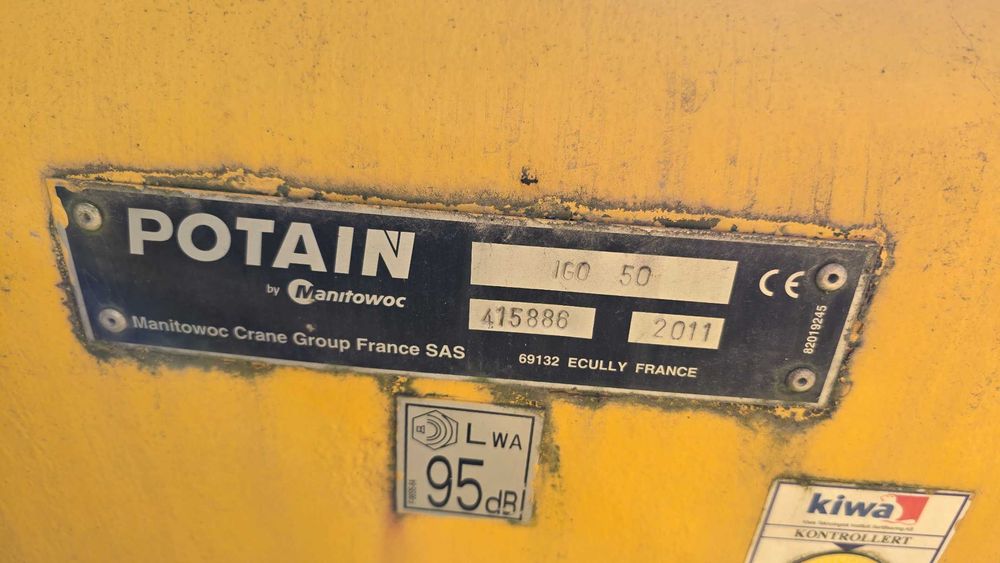 POTAIN
by Manitowoc
Manitowoc Crane Group France SAS
IGO 50
415886 2011
69132 ECULLY FRANCE
CE
82019245
LWA
95dB
kiwa
KONTROLLERT